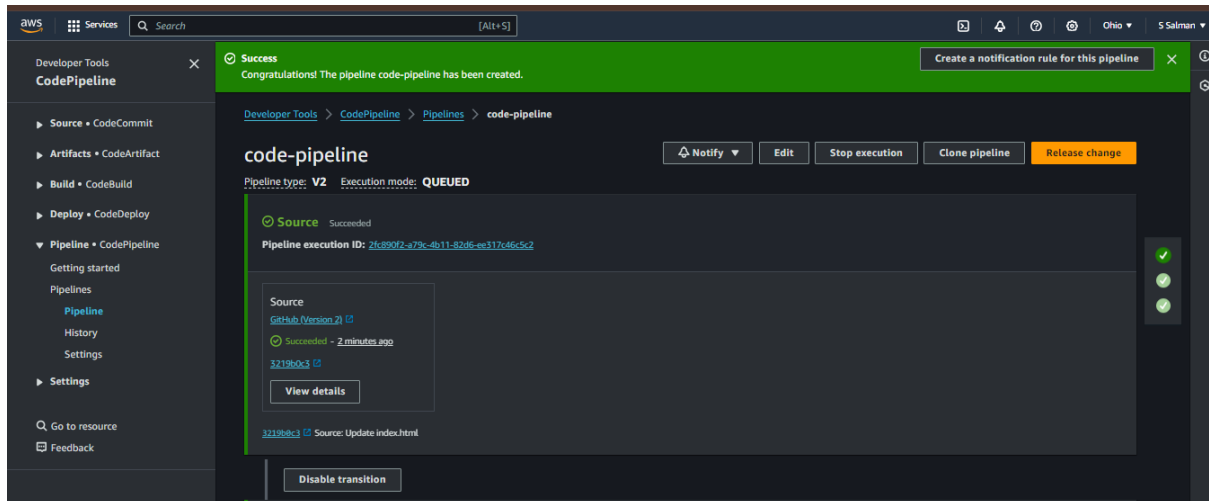 aws
Services
Search
[Alt+S]
Ohio
S Salman
Developer Tools
CodePipeline
Source • CodeCommit
Artifacts • CodeArtifact
Build • CodeBuild
Deploy • CodeDeploy
Pipeline • CodePipeline
Getting started
Pipelines
Pipeline
History
Settings
Settings
Go to resource
Feedback
Success
Congratulations! The pipeline code-pipeline has been created.
Create a notification rule for this pipeline
Developer Tools > CodePipeline > Pipelines > code-pipeline
code-pipeline
Notify
Edit
Stop execution
Clone pipeline
Release change
Pipeline type: V2 Execution mode: QUEUED
Source Succeeded
Pipeline execution ID: 2fc890f2-a79c-4b11-82d6-ee317c46c5c2
Source
GitHub (Version 2)
Succeeded - 2 minutes ago
3219b0c3
View details
3219b0c3 Source: Update index.html
Disable transition